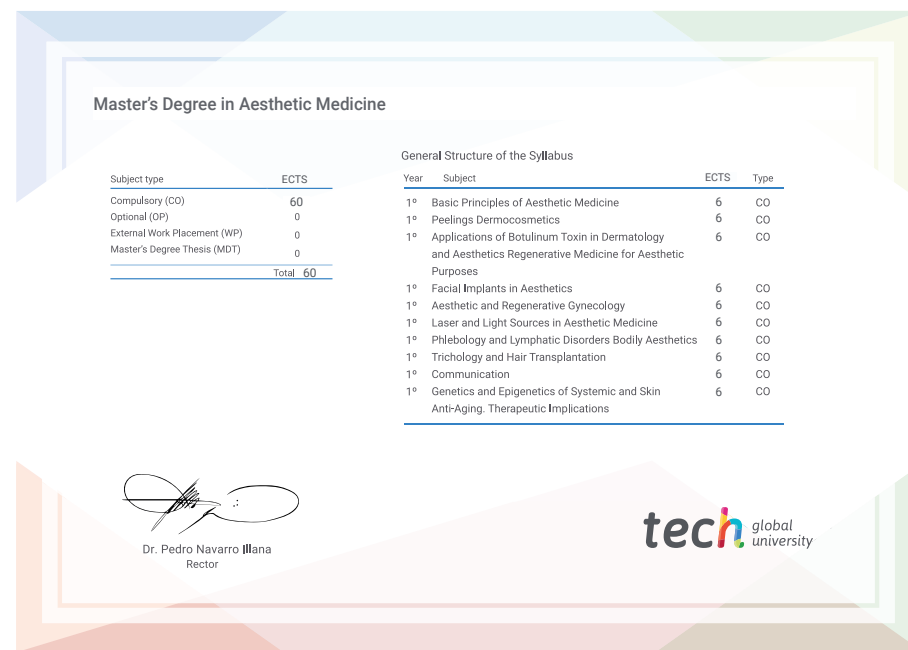 Master's Degree in Aesthetic Medicine
Subject type ECTS
Compulsory (CO) 60
Optional (OP) 0
External Work Placement (WP) 0
Master's Degree Thesis (MDT) 0
Total 60
General Structure of the Syllabus
Year Subject ECTS Type
1º Basic Principles of Aesthetic Medicine 6 CO
1º Peelings Dermocosmetics 6 CO
1º Applications of Botulinum Toxin in Dermatology 6 CO
and Aesthetics Regenerative Medicine for Aesthetic
Purposes
1º Facial Implants in Aesthetics 6 CO
1º Aesthetic and Regenerative Gynecology 6 CO
1º Laser and Light Sources in Aesthetic Medicine 6 CO
1º Phlebology and Lymphatic Disorders Bodily Aesthetics 6 CO
1º Trichology and Hair Transplantation 6 CO
1º Communication 6 CO
1º Genetics and Epigenetics of Systemic and Skin 6 CO
Anti-Aging. Therapeutic Implications
Dr. Pedro Navarro Illana
Rector
tech global
university